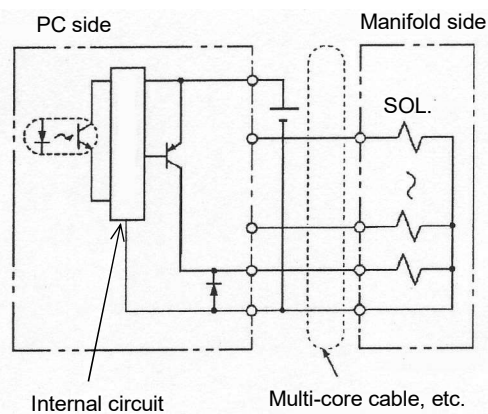 PC side
Manifold side
SOL.
Internal circuit
Multi-core cable, etc.